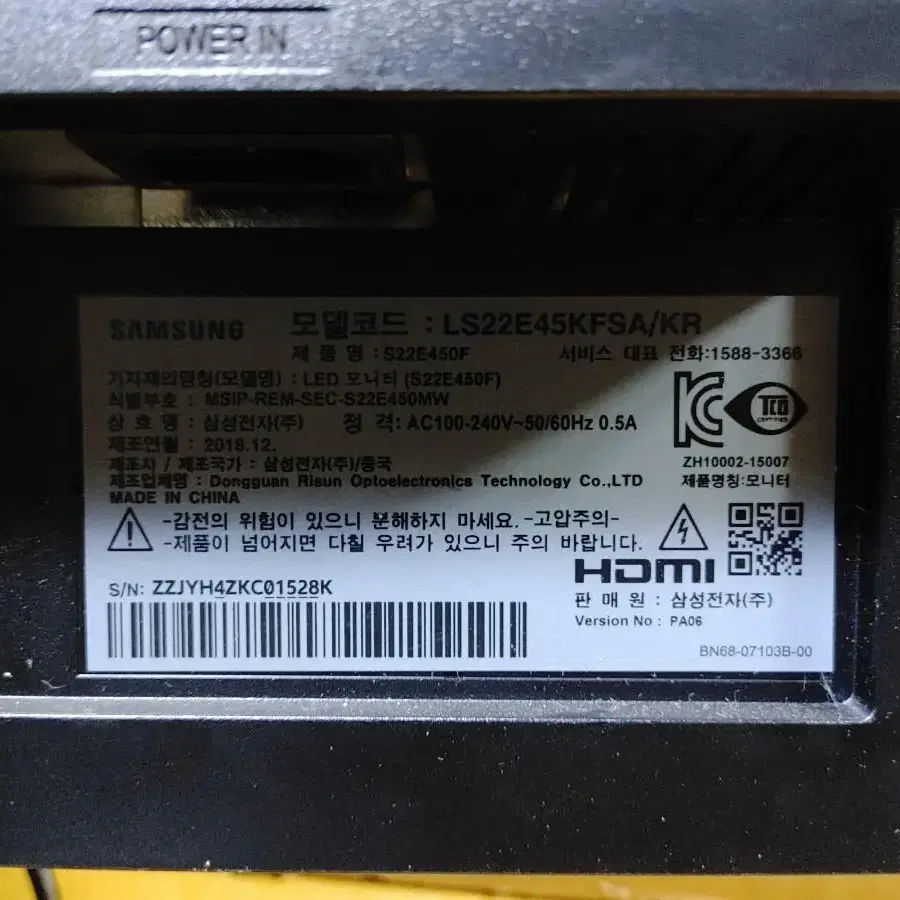 POWER IN
SAMSUNG 모델코드 : LS22E45KFSA/KR
제 품 명 : S22E450F 서비스 대표 전화:1588-3366
기자재의명칭(모델명) : LED 모니터 (S22E450F)
식별부호 : MSIP-REM-SEC-S22E450MW
상 호 명 : 삼성전자(주) 정 격: AC100-240V~50/60Hz 0.5A
제조연월 : 2018.12.
제조자 / 제조국가 : 삼성전자(주)/중국
제조업체명 : Dongguan Risun Optoelectronics Technology Co.,LTD
MADE IN CHINA
TCO
CERTIFIED
ZH10002-15007
제품명칭:모니터
-감전의 위험이 있으니 분해하지 마세요. -고압주의-
-제품이 넘어지면 다칠 우려가 있으니 주의 바랍니다.
HDMI
S/N: ZZJYH4ZKC01528K
판 매 원 : 삼성전자(주)
Version No : PA06
BN68-07103B-00